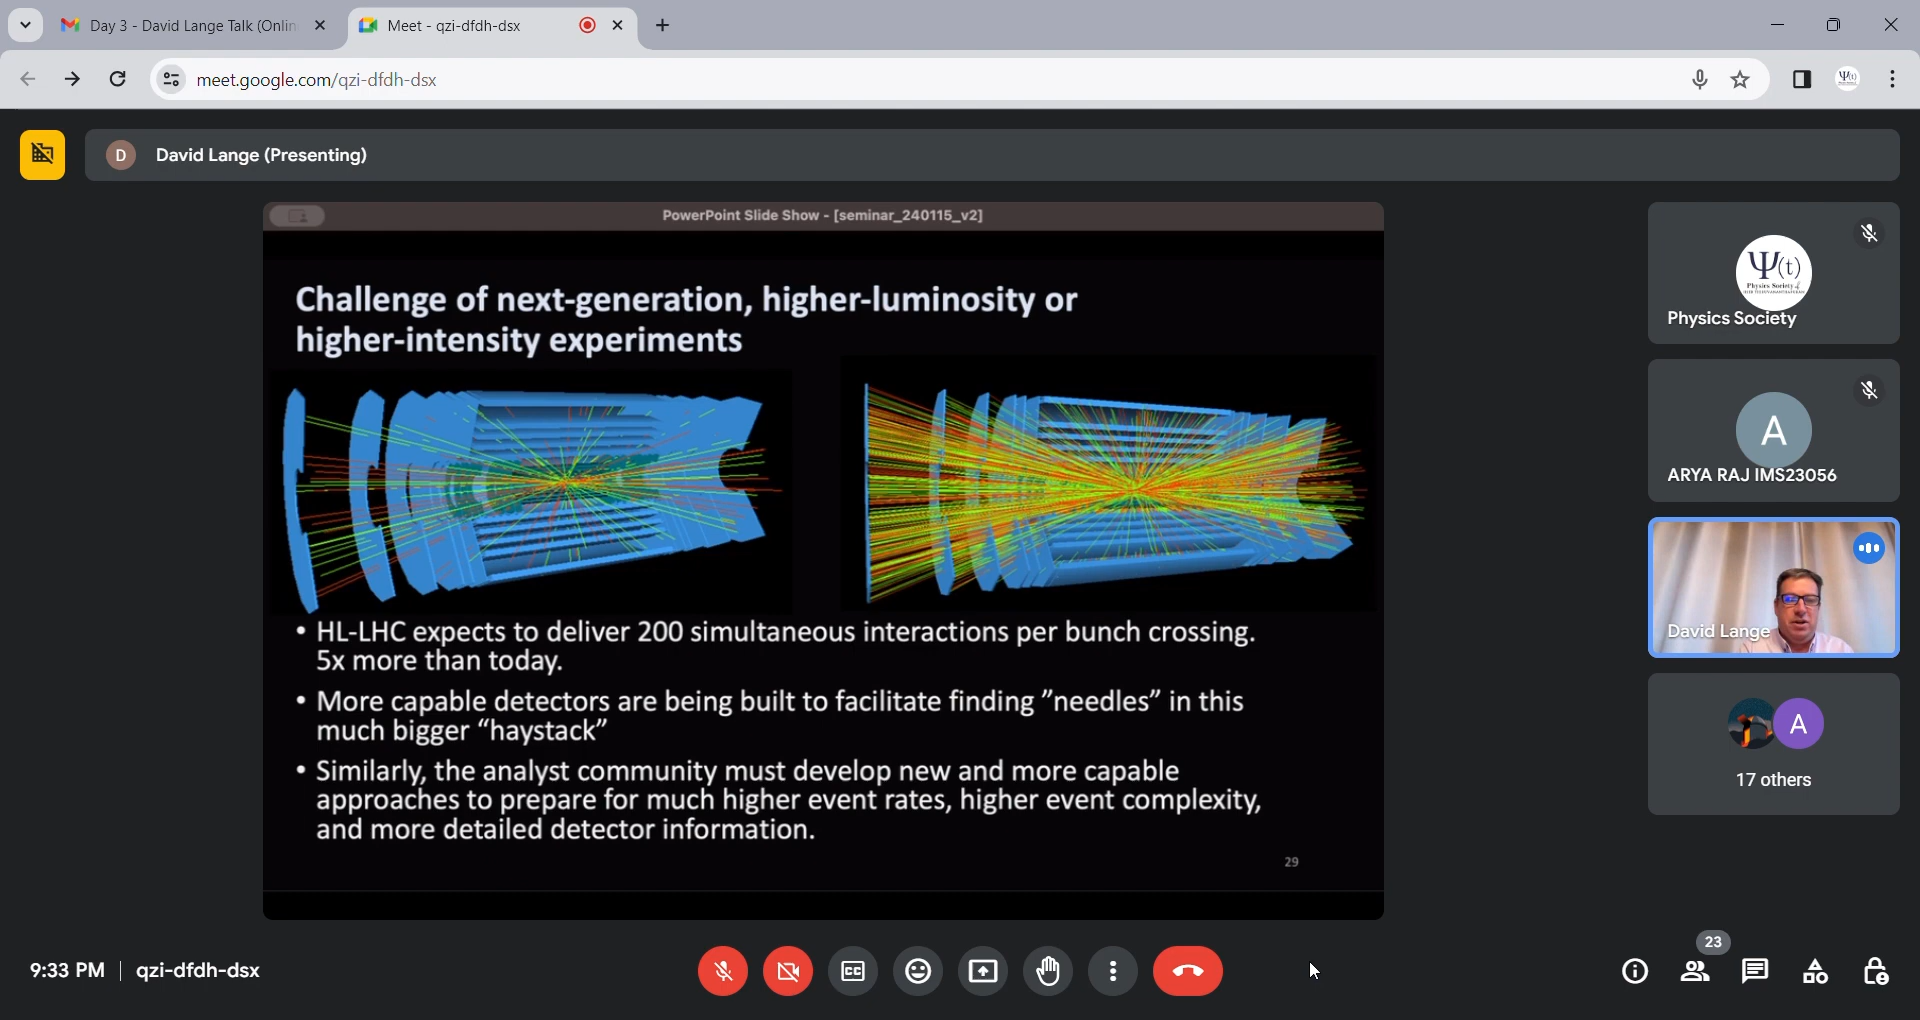 Day 3 - David Lange Talk (Onlin
Meet - qzi-dfdh-dsx
meet.google.com/qzi-dfdh-dsx
D David Lange (Presenting)
PowerPoint Slide Show - [seminar_240115_v2]
Challenge of next-generation, higher-luminosity or
higher-intensity experiments
• HL-LHC expects to deliver 200 simultaneous interactions per bunch crossing.
5x more than today.
• More capable detectors are being built to facilitate finding ”needles” in this
much bigger “haystack”
• Similarly, the analyst community must develop new and more capable
approaches to prepare for much higher event rates, higher event complexity,
and more detailed detector information.
29
Ψ(t)
Physics Society of
Physics Society
A
ARYA RAJ IMS23056
David Lange
A
17 others
9:33 PM | qzi-dfdh-dsx
CC
23